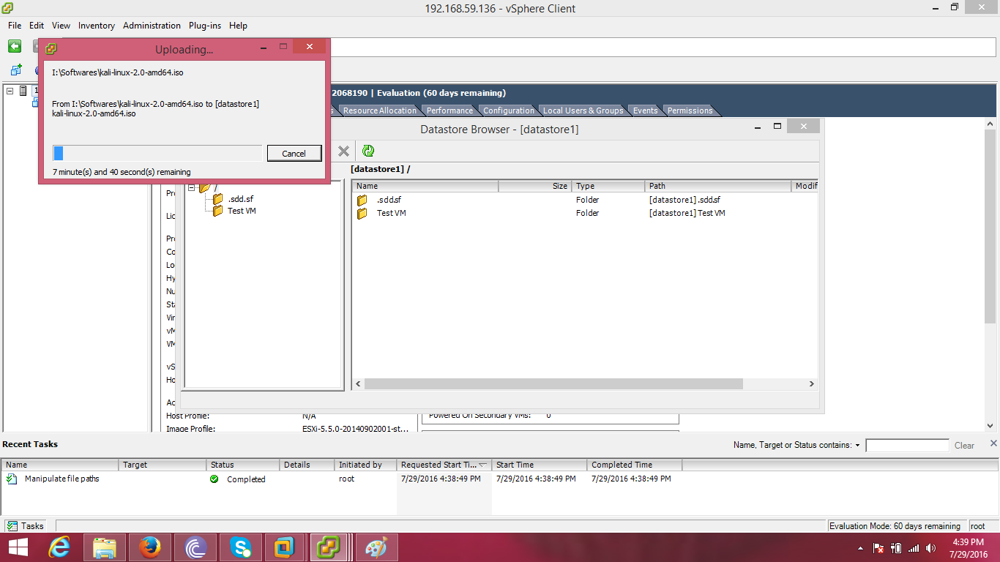 192.168.59.136 - vSphere Client
File Edit View Inventory Administration Plug-ins Help
Uploading...
I:\Softwares\kali-linux-2.0-amd64.iso
From I:\Softwares\kali-linux-2.0-amd64.iso to [datastore1]
kali-linux-2.0-amd64.iso
Cancel
7 minute(s) and 40 second(s) remaining
1
2068190 | Evaluation (60 days remaining)
s Resource Allocation Performance Configuration Local Users & Groups Events Permissions
Datastore Browser - [datastore1]
[datastore1] /
/
.sdd.sf
Test VM
Name Size Type Path Modif
.sdd.sf Folder [datastore1] .sdd.sf
Test VM Folder [datastore1] Test VM
Pro
Lic
Pro
Co
Lo
Hy
Nu
Sta
Vir
vM
VM
vS
Ho
Ac
Host Profile: N/A
Image Profile: ESXi-5.5.0-20140902001-st...
Powered On Secondary VMs: 0
Recent Tasks
Name, Target or Status contains: Clear
Name Target Status Details Initiated by Requested Start Ti... Start Time Completed Time
Manipulate file paths Completed root 7/29/2016 4:38:49 PM 7/29/2016 4:38:49 PM 7/29/2016 4:38:49 PM
Tasks Evaluation Mode: 60 days remaining root
4:39 PM
7/29/2016